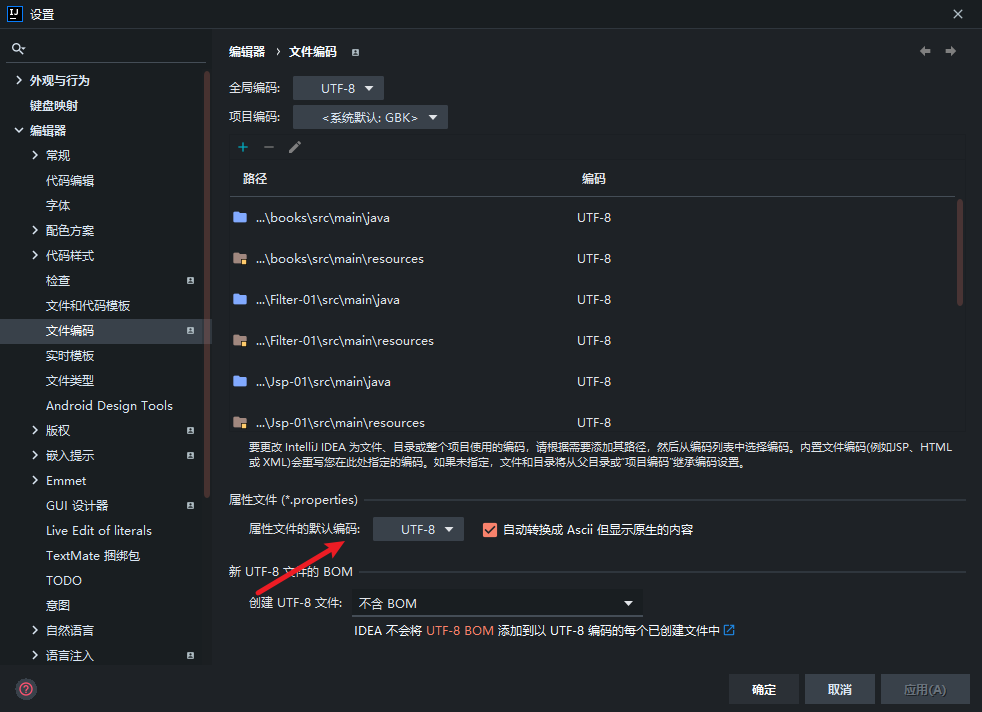 设置
编辑器 › 文件编码
外观与行为
键盘映射
编辑器
常规
代码编辑
字体
配色方案
代码样式
检查
文件和代码模板
文件编码
实时模板
文件类型
Android Design Tools
版权
嵌入提示
Emmet
GUI 设计器
Live Edit of literals
TextMate 捆绑包
TODO
意图
自然语言
语言注入
全局编码: UTF-8
项目编码: <系统默认: GBK>
路径 编码
...\books\src\main\java UTF-8
...\books\src\main\resources UTF-8
...\Filter-01\src\main\java UTF-8
...\Filter-01\src\main\resources UTF-8
...\Jsp-01\src\main\java UTF-8
...\Jsp-01\src\main\resources UTF-8
要更改 IntelliJ IDEA 为文件、目录或整个项目使用的编码，请根据需要添加其路径，然后从编码列表中选择编码。内置文件编码(例如JSP、HTML
或 XML)会重写您在此处指定的编码。如果未指定，文件和目录将从父目录或"项目编码"继承编码设置。
属性文件 (*.properties)
属性文件的默认编码: UTF-8 自动转换成 Ascii 但显示原生的内容
新 UTF-8 文件的 BOM
创建 UTF-8 文件: 不含 BOM
IDEA 不会将 UTF-8 BOM 添加到以 UTF-8 编码的每个已创建文件中
确定 取消 应用(A)